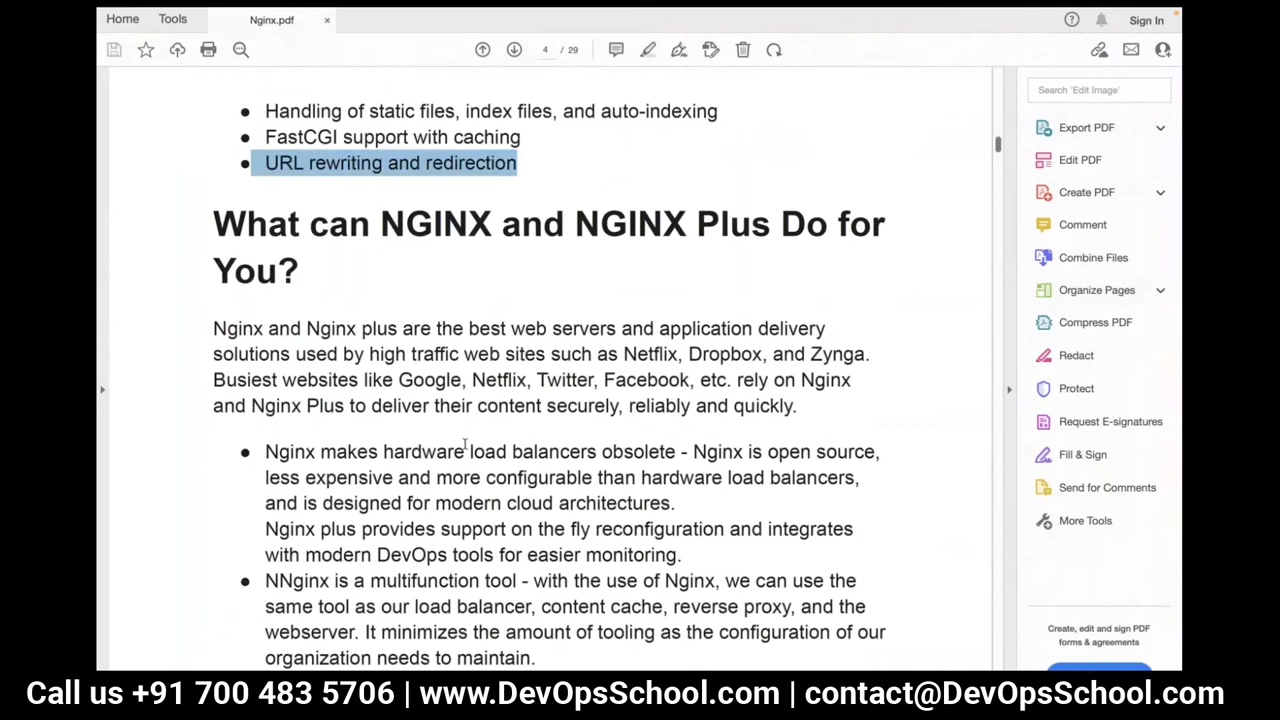 Home Tools Nginx.pdf × ? Sign In
4 / 29
Search 'Edit Image'
● Handling of static files, index files, and auto-indexing
● FastCGI support with caching
● URL rewriting and redirection
What can NGINX and NGINX Plus Do for
You?
Nginx and Nginx plus are the best web servers and application delivery
solutions used by high traffic web sites such as Netflix, Dropbox, and Zynga.
Busiest websites like Google, Netflix, Twitter, Facebook, etc. rely on Nginx
and Nginx Plus to deliver their content securely, reliably and quickly.
● Nginx makes hardware load balancers obsolete - Nginx is open source,
less expensive and more configurable than hardware load balancers,
and is designed for modern cloud architectures.
Nginx plus provides support on the fly reconfiguration and integrates
with modern DevOps tools for easier monitoring.
● NNginx is a multifunction tool - with the use of Nginx, we can use the
same tool as our load balancer, content cache, reverse proxy, and the
webserver. It minimizes the amount of tooling as the configuration of our
organization needs to maintain.
Export PDF
Edit PDF
Create PDF
Comment
Combine Files
Organize Pages
Compress PDF
Redact
Protect
Request E-signatures
Fill & Sign
Send for Comments
More Tools
Create, edit and sign PDF
forms & agreements
Call us +91 700 483 5706 | www.DevOpsSchool.com | contact@DevOpsSchool.com